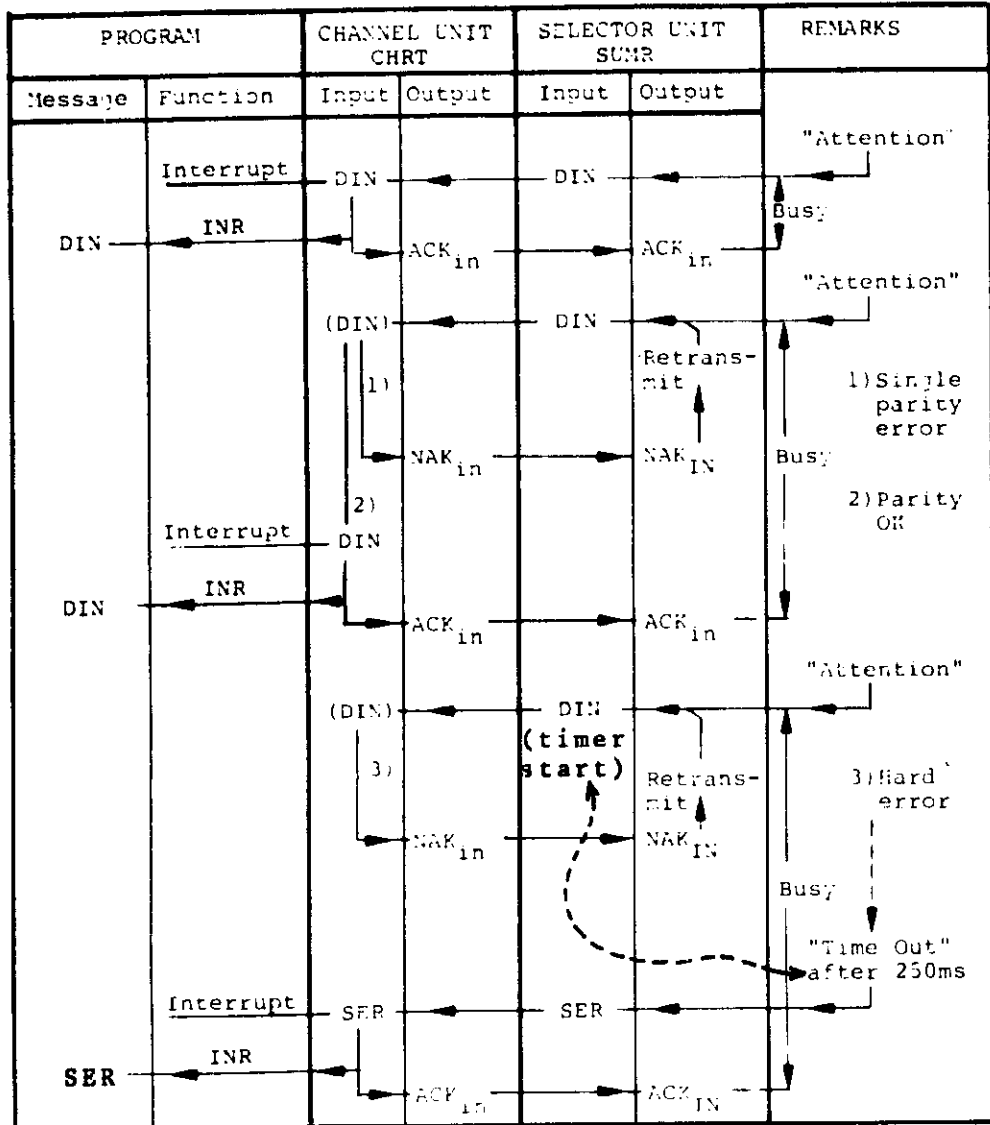 PROGRAM CHANNEL UNIT SELECTOR UNIT REMARKS
CHRT SUMR
Message Function Input Output Input Output
"Attention"
Interrupt DIN DIN
Busy
DIN INR ACKin ACKin
"Attention"
(DIN) DIN
Retrans-
mit
1)
1)Single
parity
error
NAKin NAKIN Busy
2)
2)Parity
OK
Interrupt DIN
DIN INR
ACKin ACKin
"Attention"
(DIN) DIN
(timer
start)
3)
Retrans-
mit
3)Hard
error
NAKin NAKIN
Busy
"Time Out"
after 250ms
Interrupt SER SER
SER INR
ACKin ACKIN